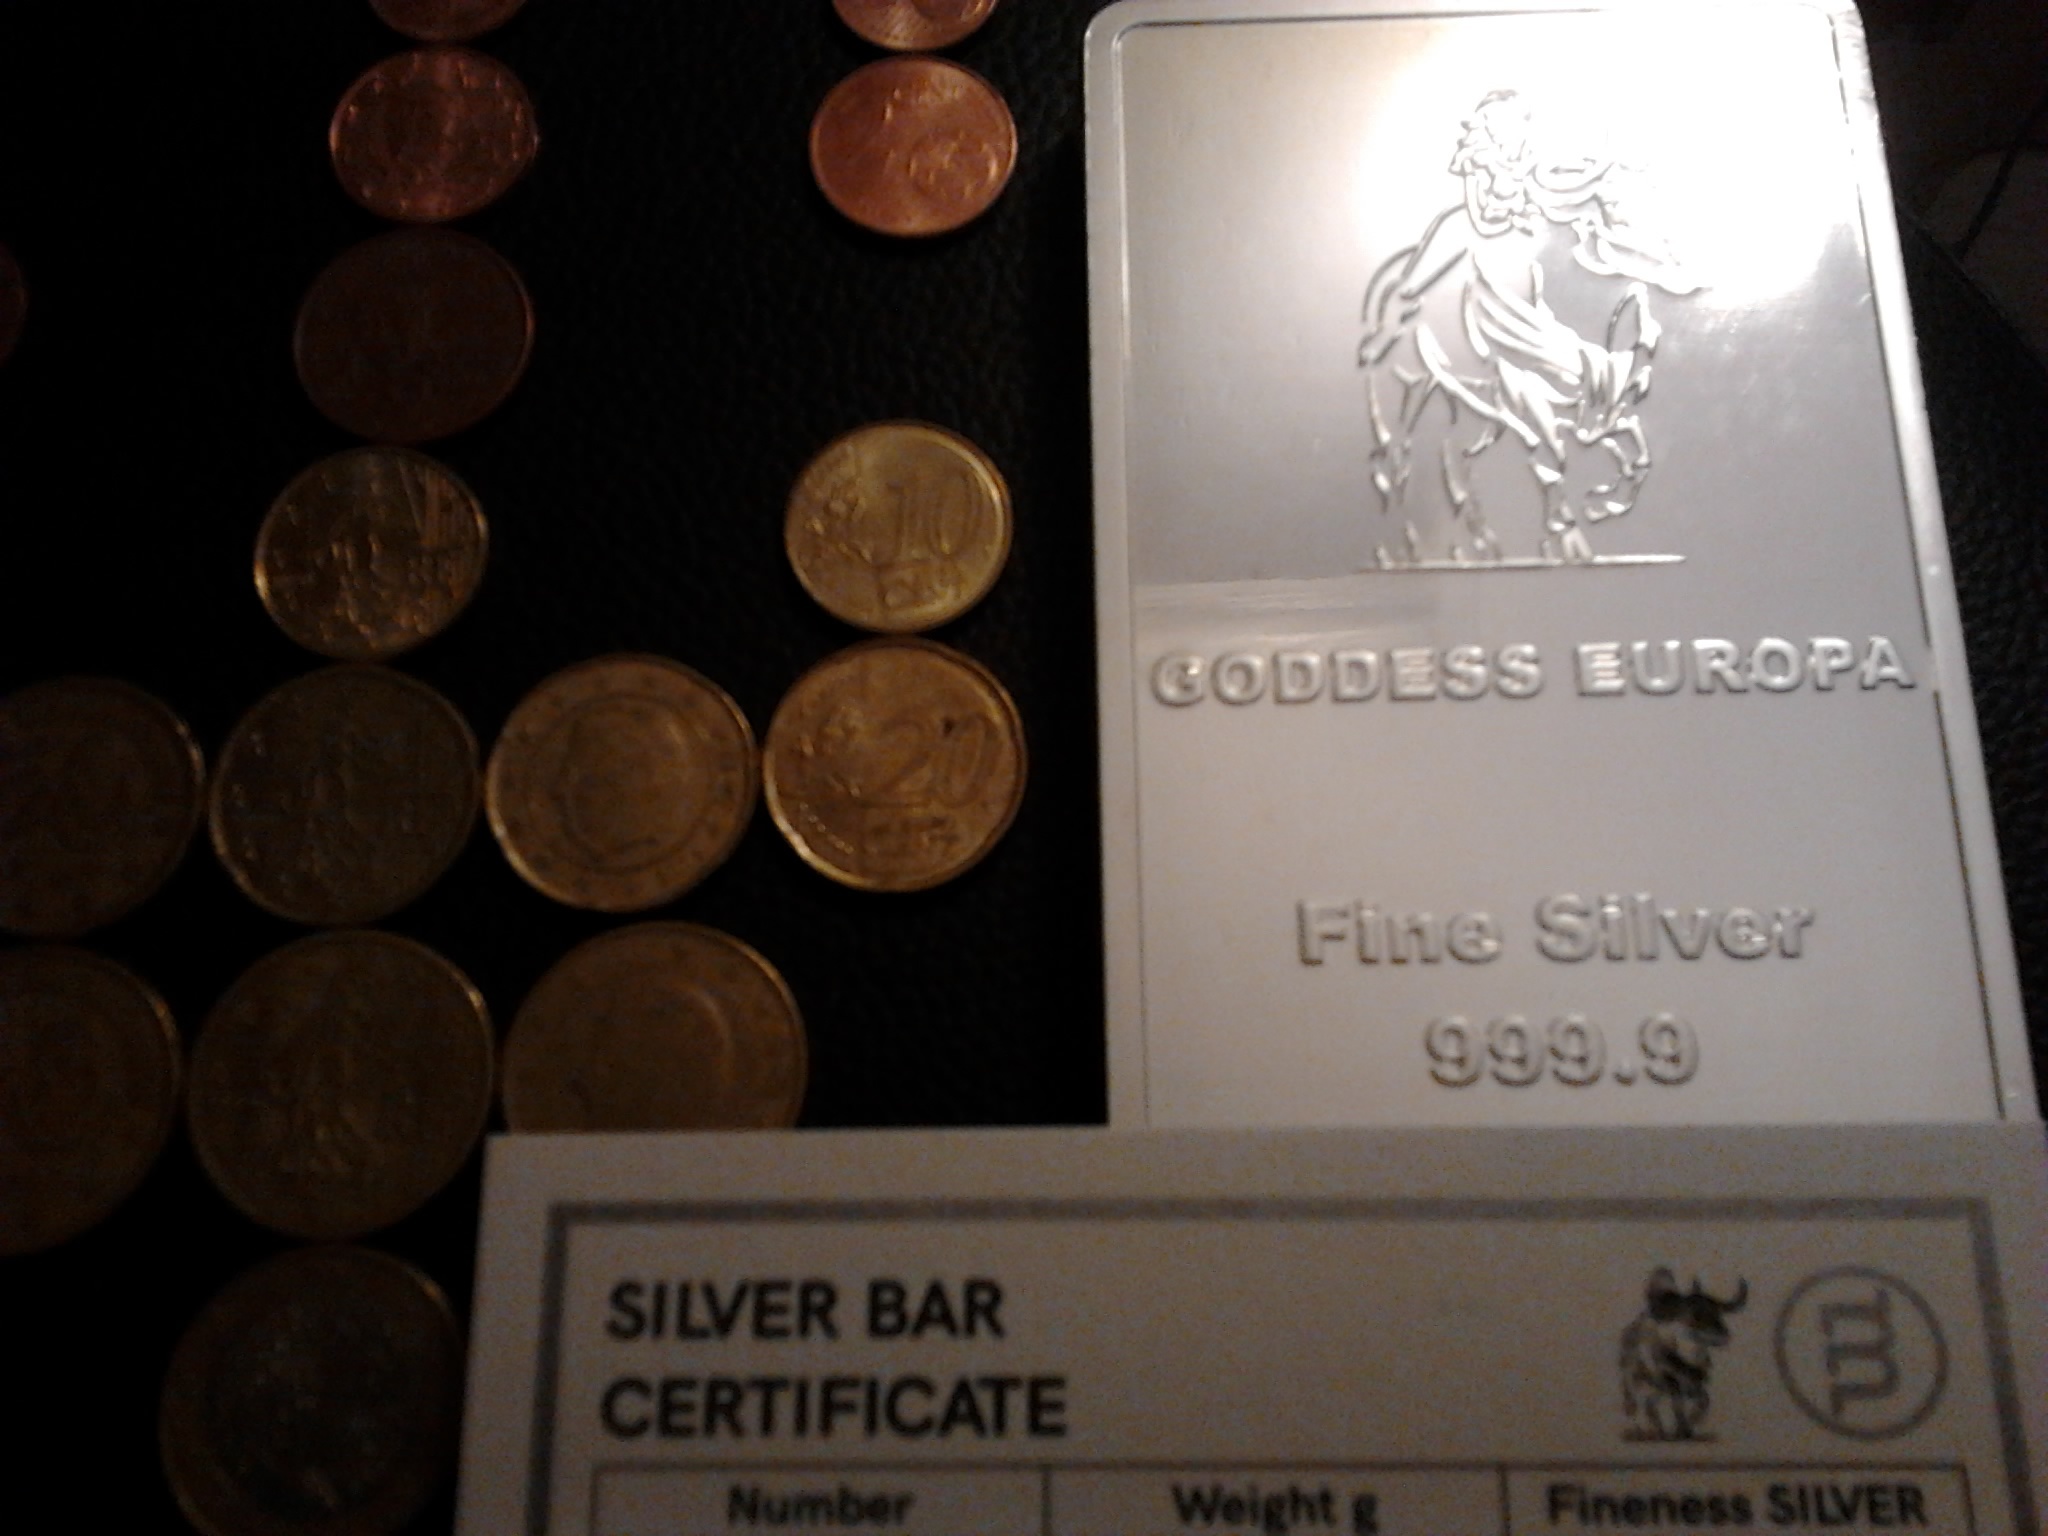 10
20
GODDESS EUROPA
Fine Silver
999.9
SILVER BAR
CERTIFICATE
Number
Weight g
Fineness SILVER